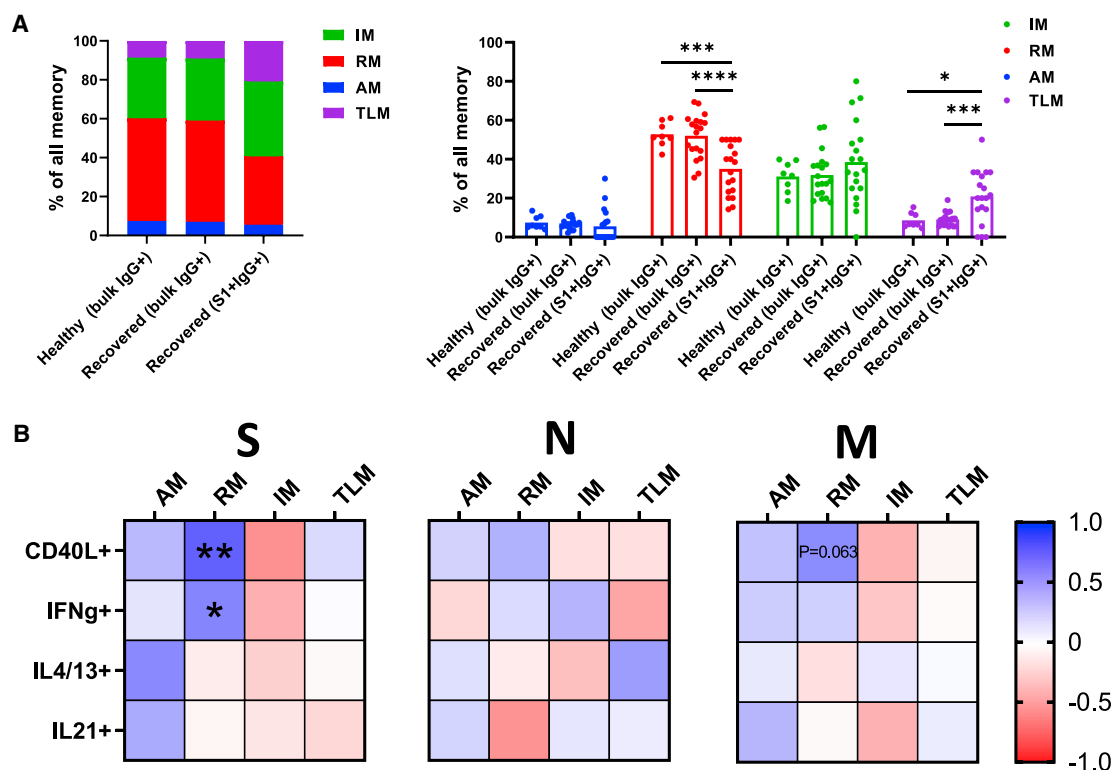 A
100
80
60
40
20
0
% of all memory
Healthy (bulk IgG+)
Recovered (bulk IgG+)
Recovered (S1+IgG+)
IM
RM
AM
TLM
100
80
60
40
20
0
% of all memory
***
****
*
***
Healthy (bulk IgG+)
Recovered (bulk IgG+)
Recovered (S1+IgG+)
Healthy (bulk IgG+)
Recovered (bulk IgG+)
Recovered (S1+IgG+)
Healthy (bulk IgG+)
Recovered (bulk IgG+)
Recovered (S1+IgG+)
Healthy (bulk IgG+)
Recovered (bulk IgG+)
Recovered (S1+IgG+)
IM
RM
AM
TLM
B
S
N
M
AM RM IM TLM
AM RM IM TLM
AM RM IM TLM
CD40L+
**
P=0.063
IFNg+
*
IL4/13+
IL21+
1.0
0.5
0
-0.5
-1.0